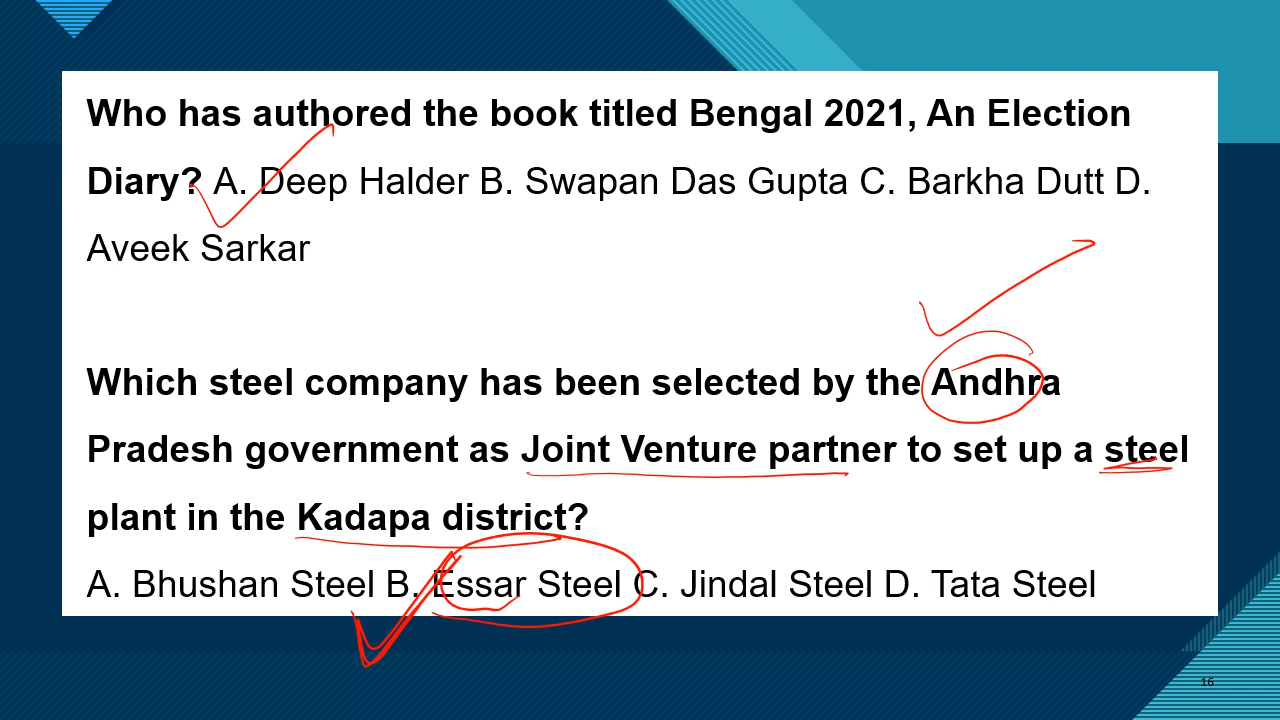 Who has authored the book titled Bengal 2021, An Election
Diary? A. Deep Halder B. Swapan Das Gupta C. Barkha Dutt D.
Aveek Sarkar
Which steel company has been selected by the Andhra
Pradesh government as Joint Venture partner to set up a steel
plant in the Kadapa district?
A. Bhushan Steel B. Essar Steel C. Jindal Steel D. Tata Steel
16